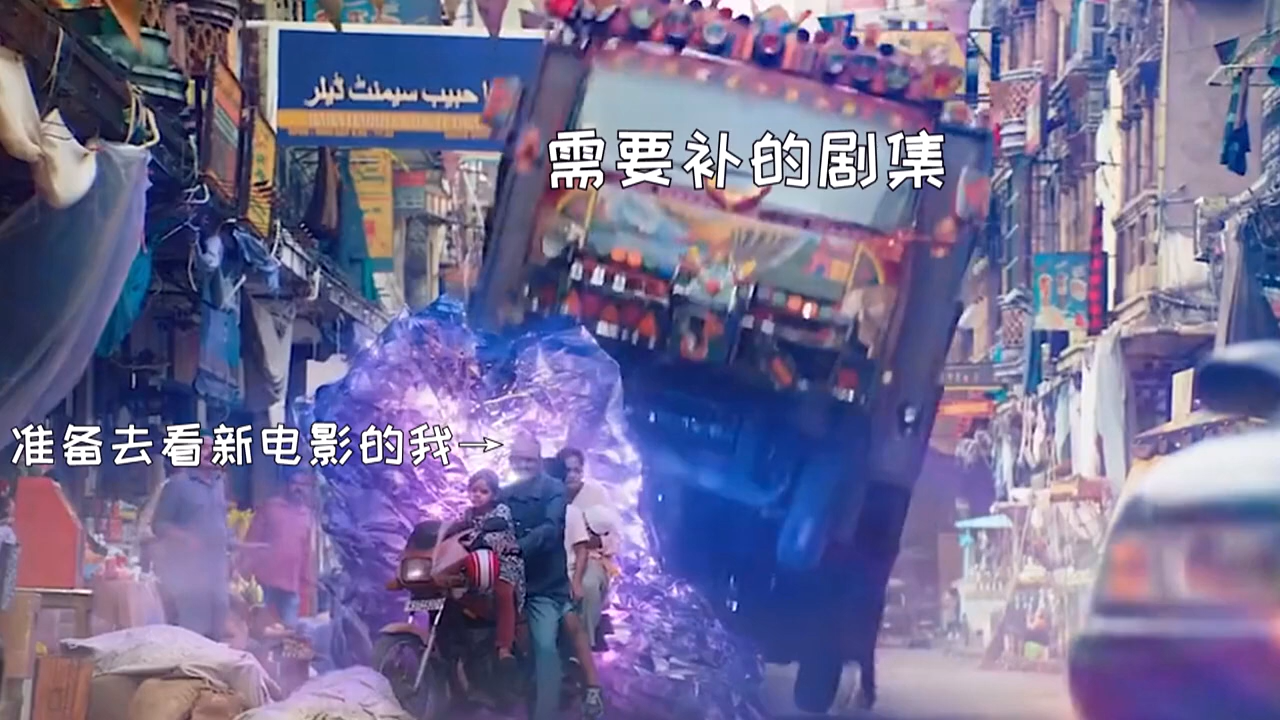 حبیب سیمنٹ ڈیلر
需要补的剧集
准备去看新电影的我→